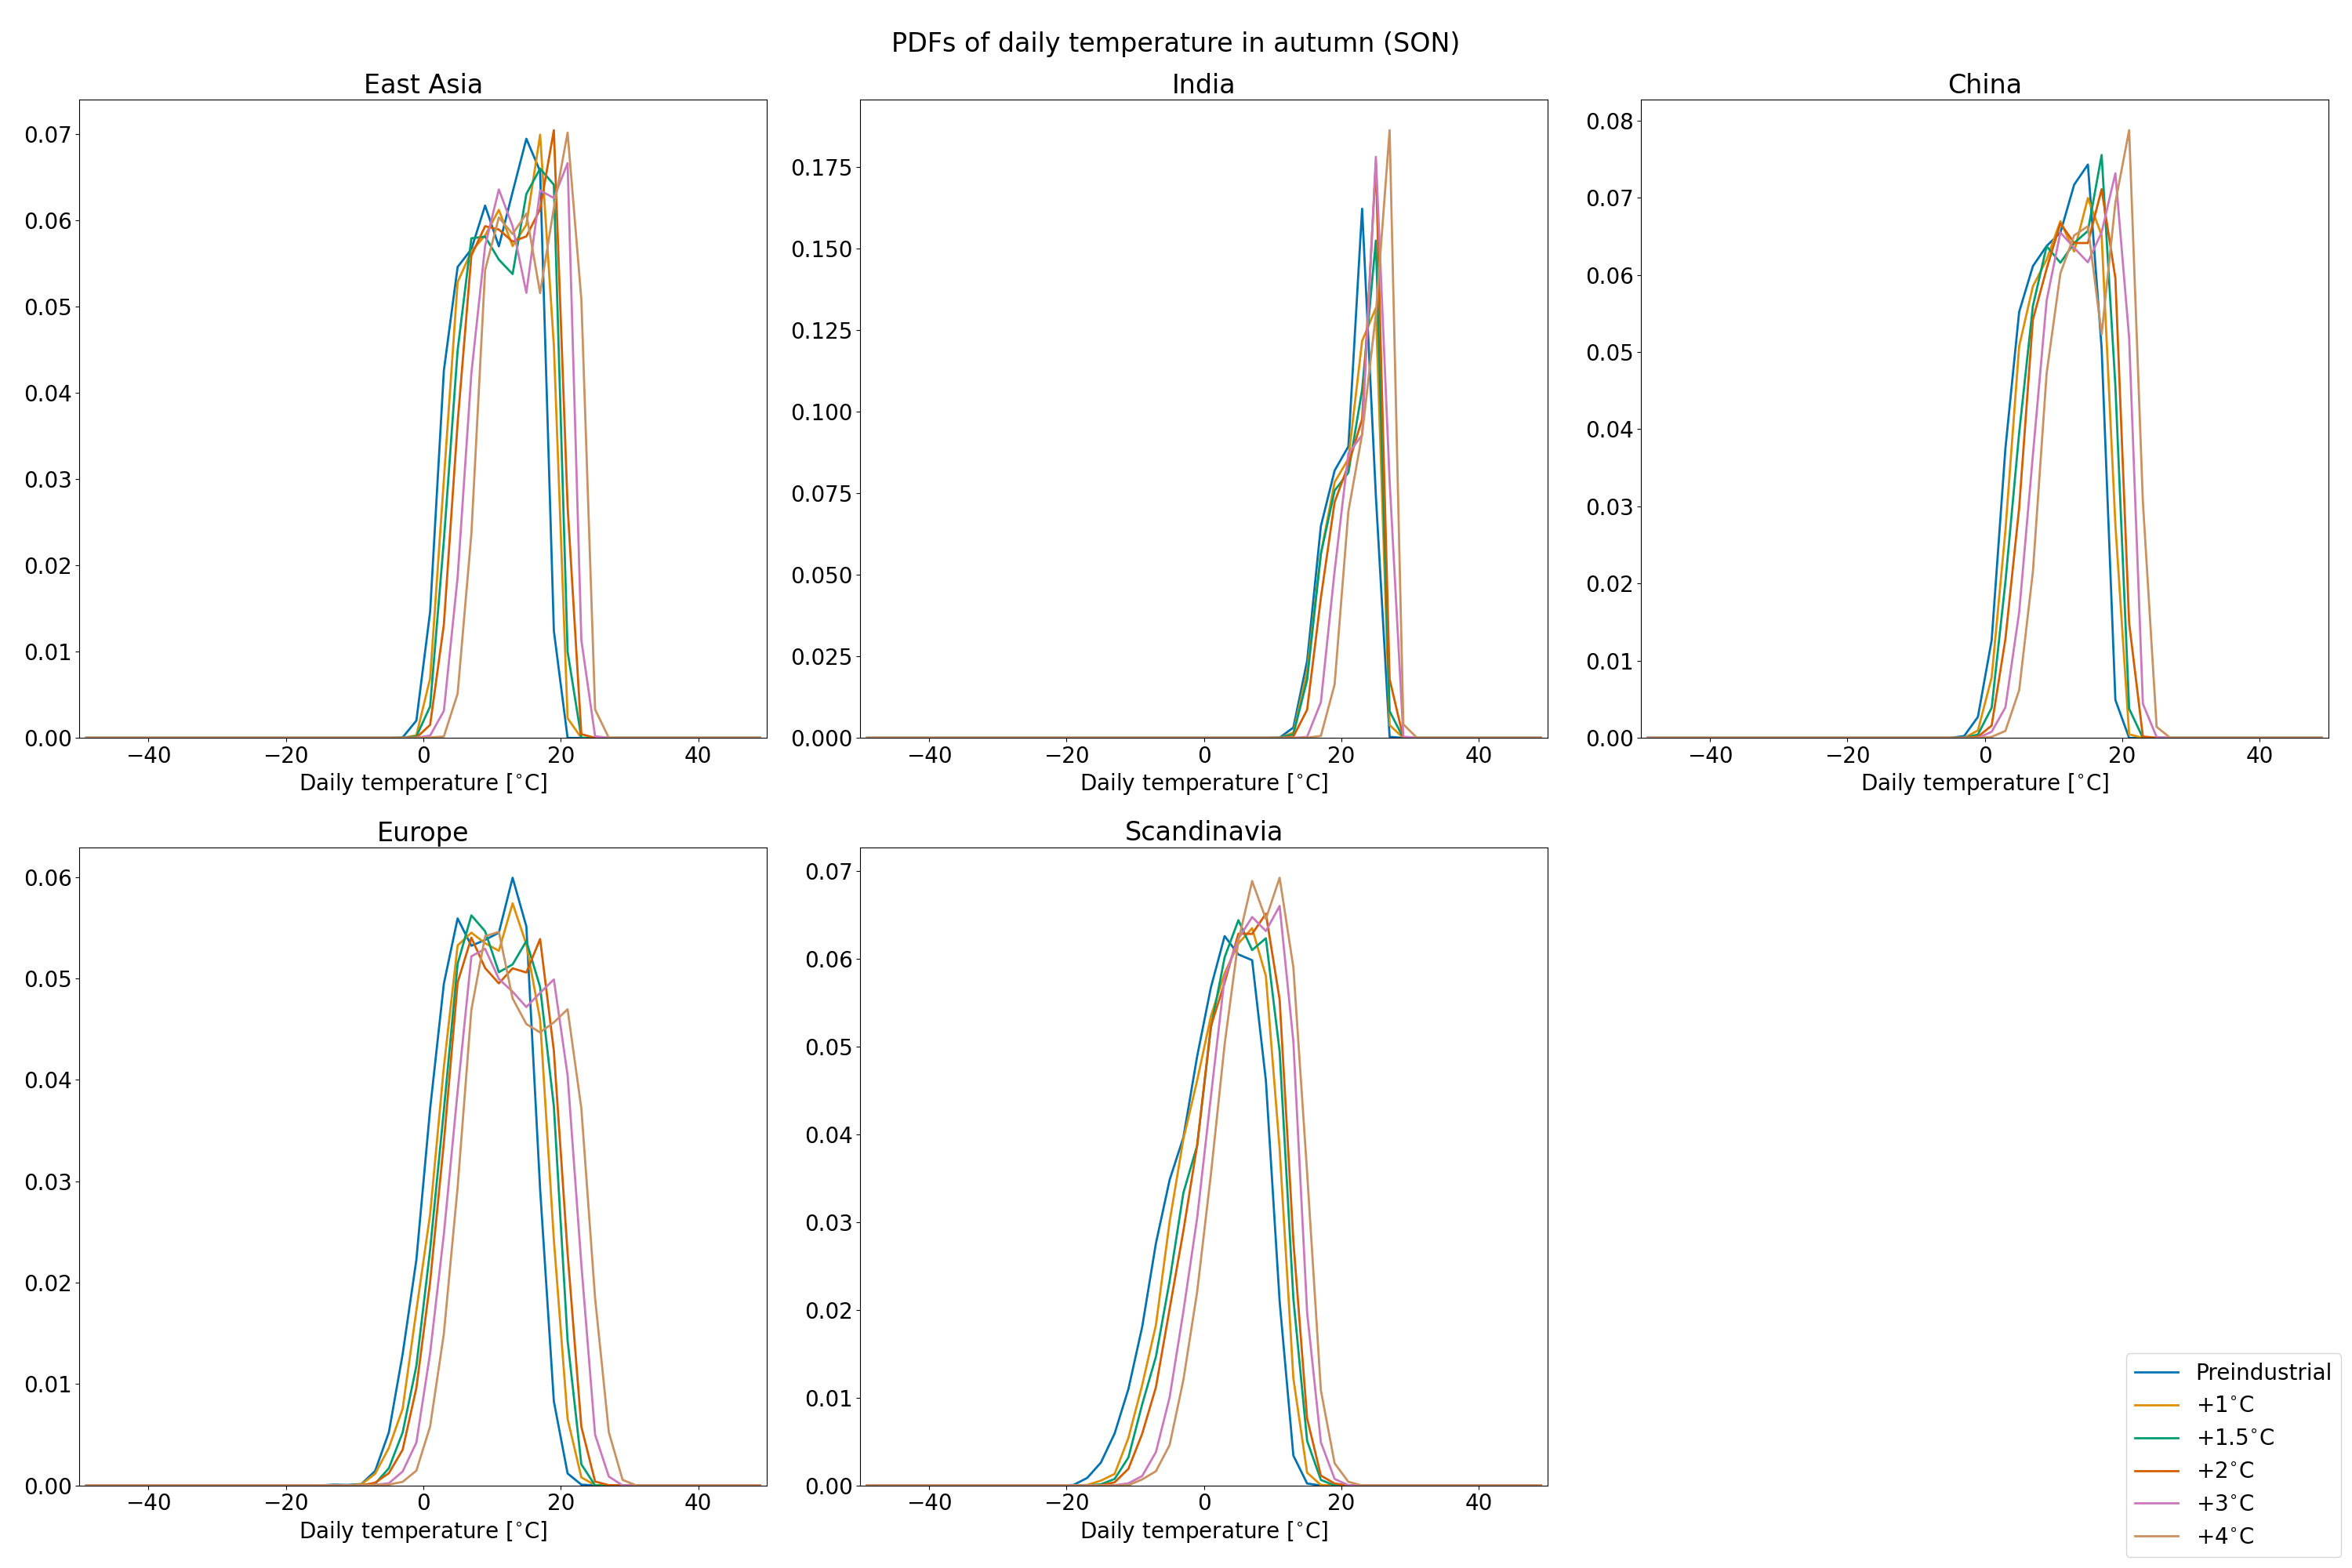 PDFs of daily temperature in autumn (SON)
East Asia
0.07
0.06
0.05
0.04
0.03
0.02
0.01
0.00
−40 −20 0 20 40
Daily temperature [°C]
India
0.175
0.150
0.125
0.100
0.075
0.050
0.025
0.000
−40 −20 0 20 40
Daily temperature [°C]
China
0.08
0.07
0.06
0.05
0.04
0.03
0.02
0.01
0.00
−40 −20 0 20 40
Daily temperature [°C]
Europe
0.06
0.05
0.04
0.03
0.02
0.01
0.00
−40 −20 0 20 40
Daily temperature [°C]
Scandinavia
0.07
0.06
0.05
0.04
0.03
0.02
0.01
0.00
−40 −20 0 20 40
Daily temperature [°C]
Preindustrial
+1°C
+1.5°C
+2°C
+3°C
+4°C